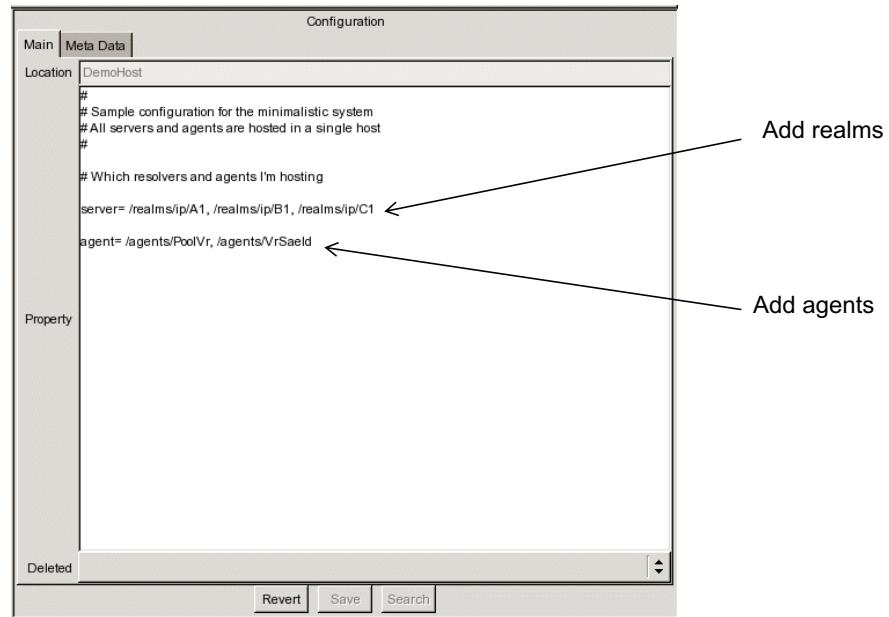 Configuration
Main Meta Data
Location DemoHost
#
# Sample configuration for the minimalistic system
# All servers and agents are hosted in a single host
#
# Which resolvers and agents I'm hosting
server= /realms/ip/A1, /realms/ip/B1, /realms/ip/C1
agent= /agents/PoolVr, /agents/VrSaeId
Property
Deleted
Revert Save Search
Add realms
Add agents